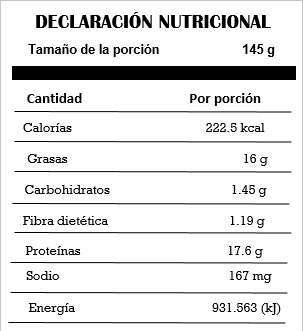 DECLARACIÓN NUTRICIONAL
Tamaño de la porción 145 g
Cantidad Por porción
Calorías 222.5 kcal
Grasas 16 g
Carbohidratos 1.45 g
Fibra dietética 1.19 g
Proteínas 17.6 g
Sodio 167 mg
Energía 931.563 (kJ)